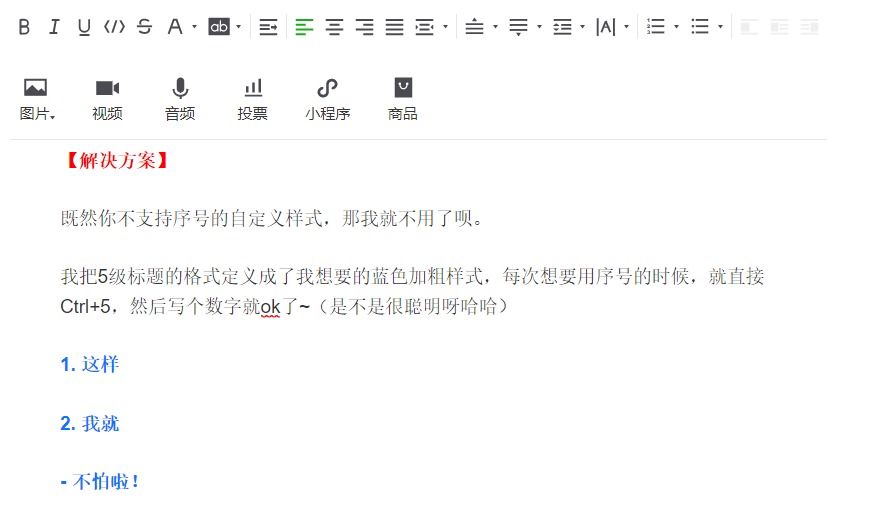 B I U </> S A ab
图片 视频 音频 投票 小程序 商品
【解决方案】
既然你不支持序号的自定义样式，那我就不用了呗。
我把5级标题的格式定义成了我想要的蓝色加粗样式，每次想要用序号的时候，就直接
Ctrl+5，然后写个数字就ok了~（是不是很聪明呀哈哈）
1. 这样
2. 我就
- 不怕啦！